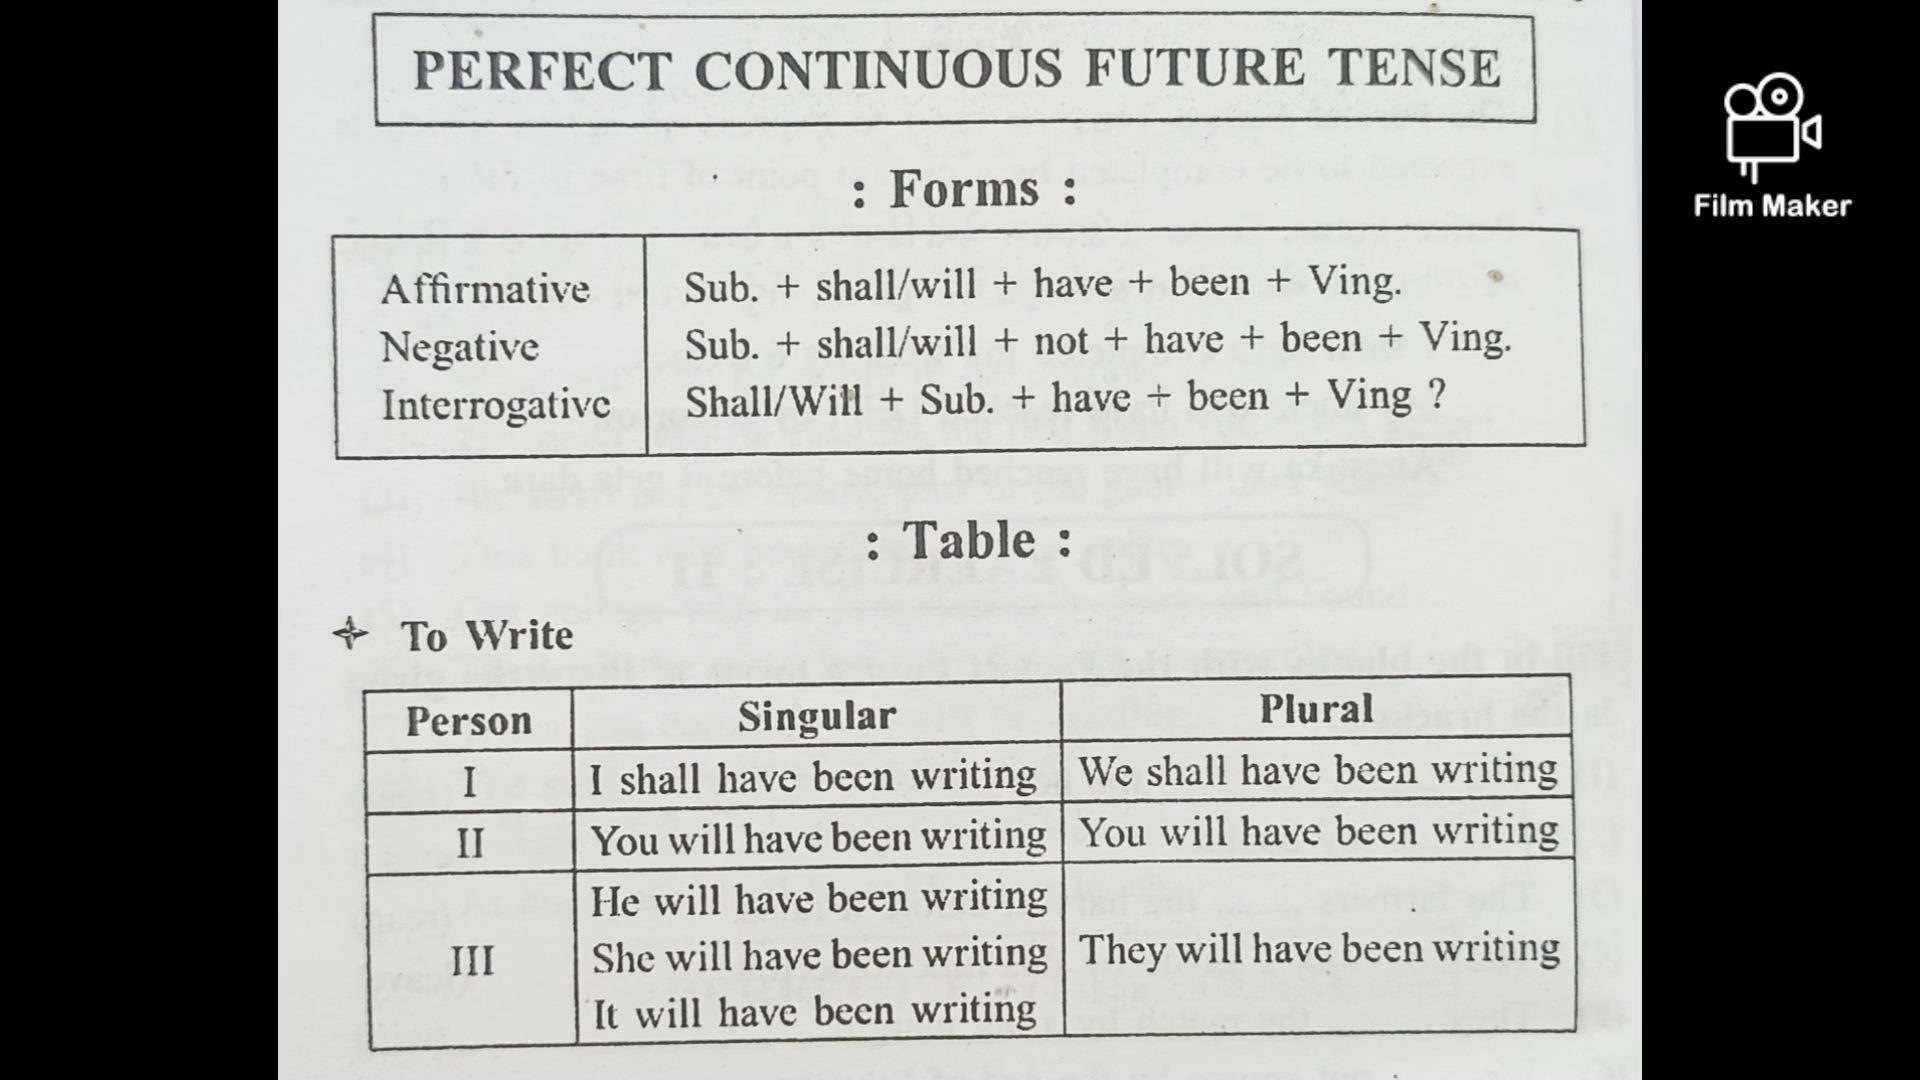 PERFECT CONTINUOUS FUTURE TENSE
: Forms :
Affirmative Sub. + shall/will + have + been + Ving.
Negative Sub. + shall/will + not + have + been + Ving.
Interrogative Shall/Will + Sub. + have + been + Ving ?
: Table :
To Write
Person Singular Plural
I I shall have been writing We shall have been writing
II You will have been writing You will have been writing
He will have been writing
III She will have been writing They will have been writing
It will have been writing
Film Maker